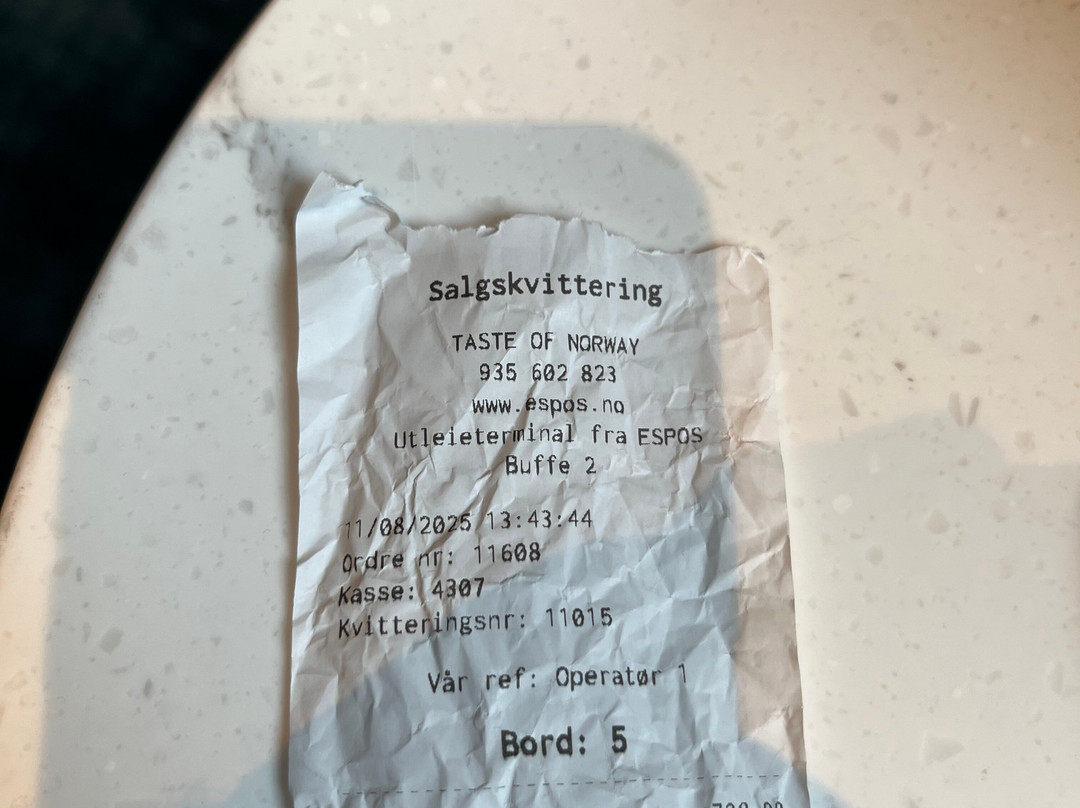 Salgskvittering
TASTE OF NORWAY
935 602 823
www.espos.no
Utleieterminal fra ESPOS
Buffe 2
11/08/2025 13:43:44
Ordre nr: 11608
Kasse: 4307
Kvitteringsnr: 11015
Vår ref: Operatør 1
Bord: 5